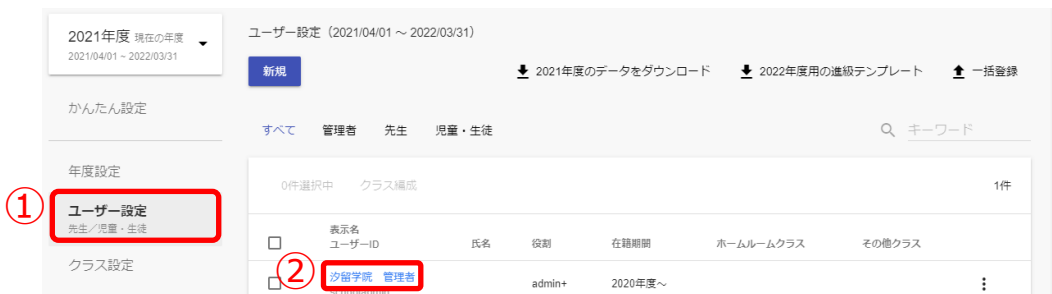 2021年度 現在の年度
2021/04/01 ~ 2022/03/31
かんたん設定
年度設定
①
ユーザー設定
先生／児童・生徒
クラス設定
ユーザー設定（2021/04/01 ～ 2022/03/31）
新規
2021年度のデータをダウンロード
2022年度用の進級テンプレート
一括登録
すべて 管理者 先生 児童・生徒
キーワード
0件選択中 クラス編成
1件
表示名
ユーザーID
氏名 役割 在籍期間 ホームルームクラス その他クラス
②
汐留学院 管理者
admin+ 2020年度～